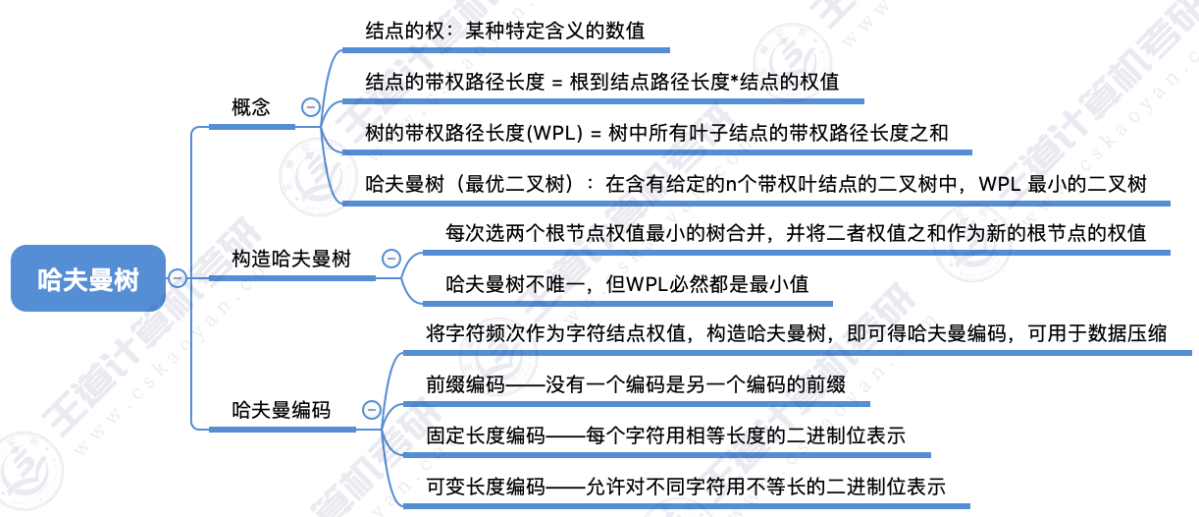 结点的权：某种特定含义的数值
结点的带权路径长度 = 根到结点路径长度*结点的权值
概念
树的带权路径长度(WPL) = 树中所有叶子结点的带权路径长度之和
哈夫曼树（最优二叉树）：在含有给定的n个带权叶结点的二叉树中，WPL 最小的二叉树
哈夫曼树
构造哈夫曼树
每次选两个根节点权值最小的树合并，并将二者权值之和作为新的根节点的权值
哈夫曼树不唯一，但WPL必然都是最小值
将字符频次作为字符结点权值，构造哈夫曼树，即可得哈夫曼编码，可用于数据压缩
前缀编码——没有一个编码是另一个编码的前缀
哈夫曼编码
固定长度编码——每个字符用相等长度的二进制位表示
可变长度编码——允许对不同字符用不等长的二进制位表示
王道计算机考研
www.cskaoyan.com